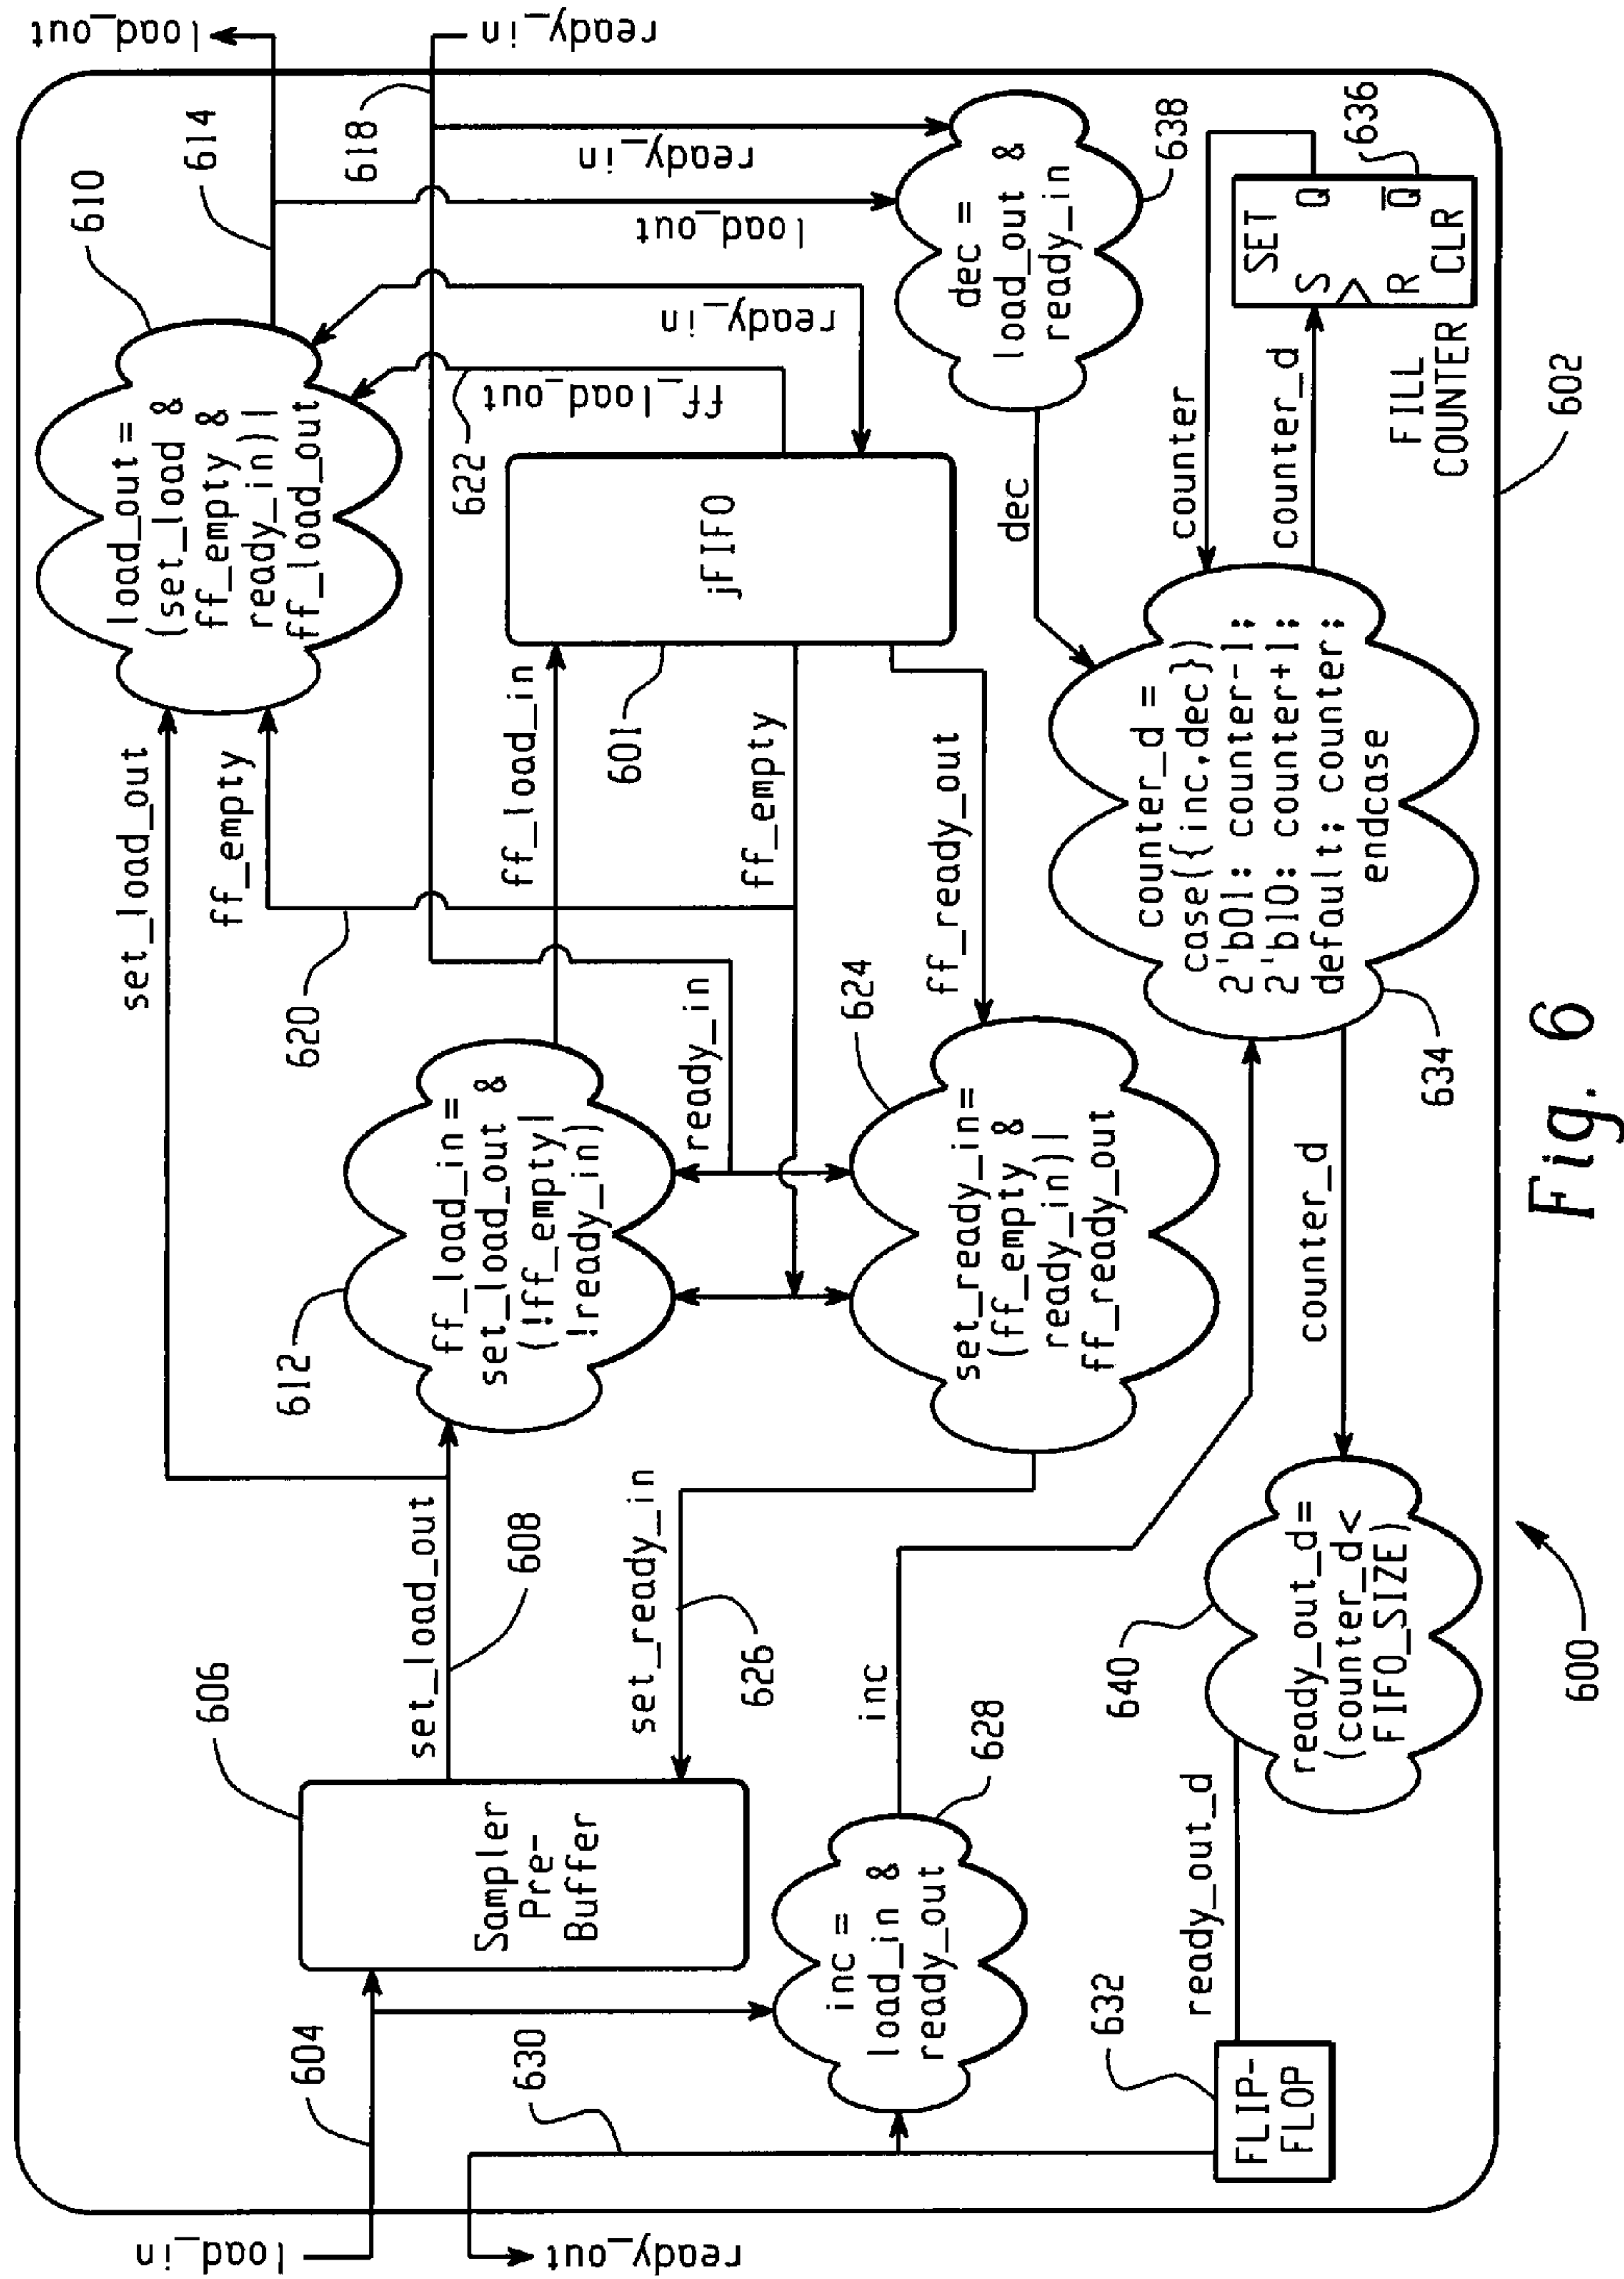 load_in
ready_out
604
630
Sampler
Pre-
Buffer
606
set_load_out
608
set_ready_in
626
inc =
load_in &
ready_out
628
inc
FLIP-
FLOP
632
ready_out_d
ready_out_d=
(counter_d<
FIFO_SIZE)
640
counter_d
set_load_out
ff_empty
620
612
ff_load_in=
set_load_out &
(!ff_empty|
!ready_in)
ready_in
624
set_ready_in=
(ff_empty &
ready_in)|
ff_ready_out
ff_load_in
601
ff_empty
ff_ready_out
jFIFO
622
ff_load_out
ready_in
610
load_out=
(set_load &
ff_empty &
ready_in)|
ff_load_out
614
618
load_out
ready_in
load_out
ready_in
dec =
load_out &
ready_in
638
dec
counter_d =
case({inc,dec})
2'b01: counter-1;
2'b10: counter+1;
default: counter;
endcase
634
counter
counter_d
SET
S Q
R Q
CLR
636
FILL
COUNTER
602
600
Fig. 6